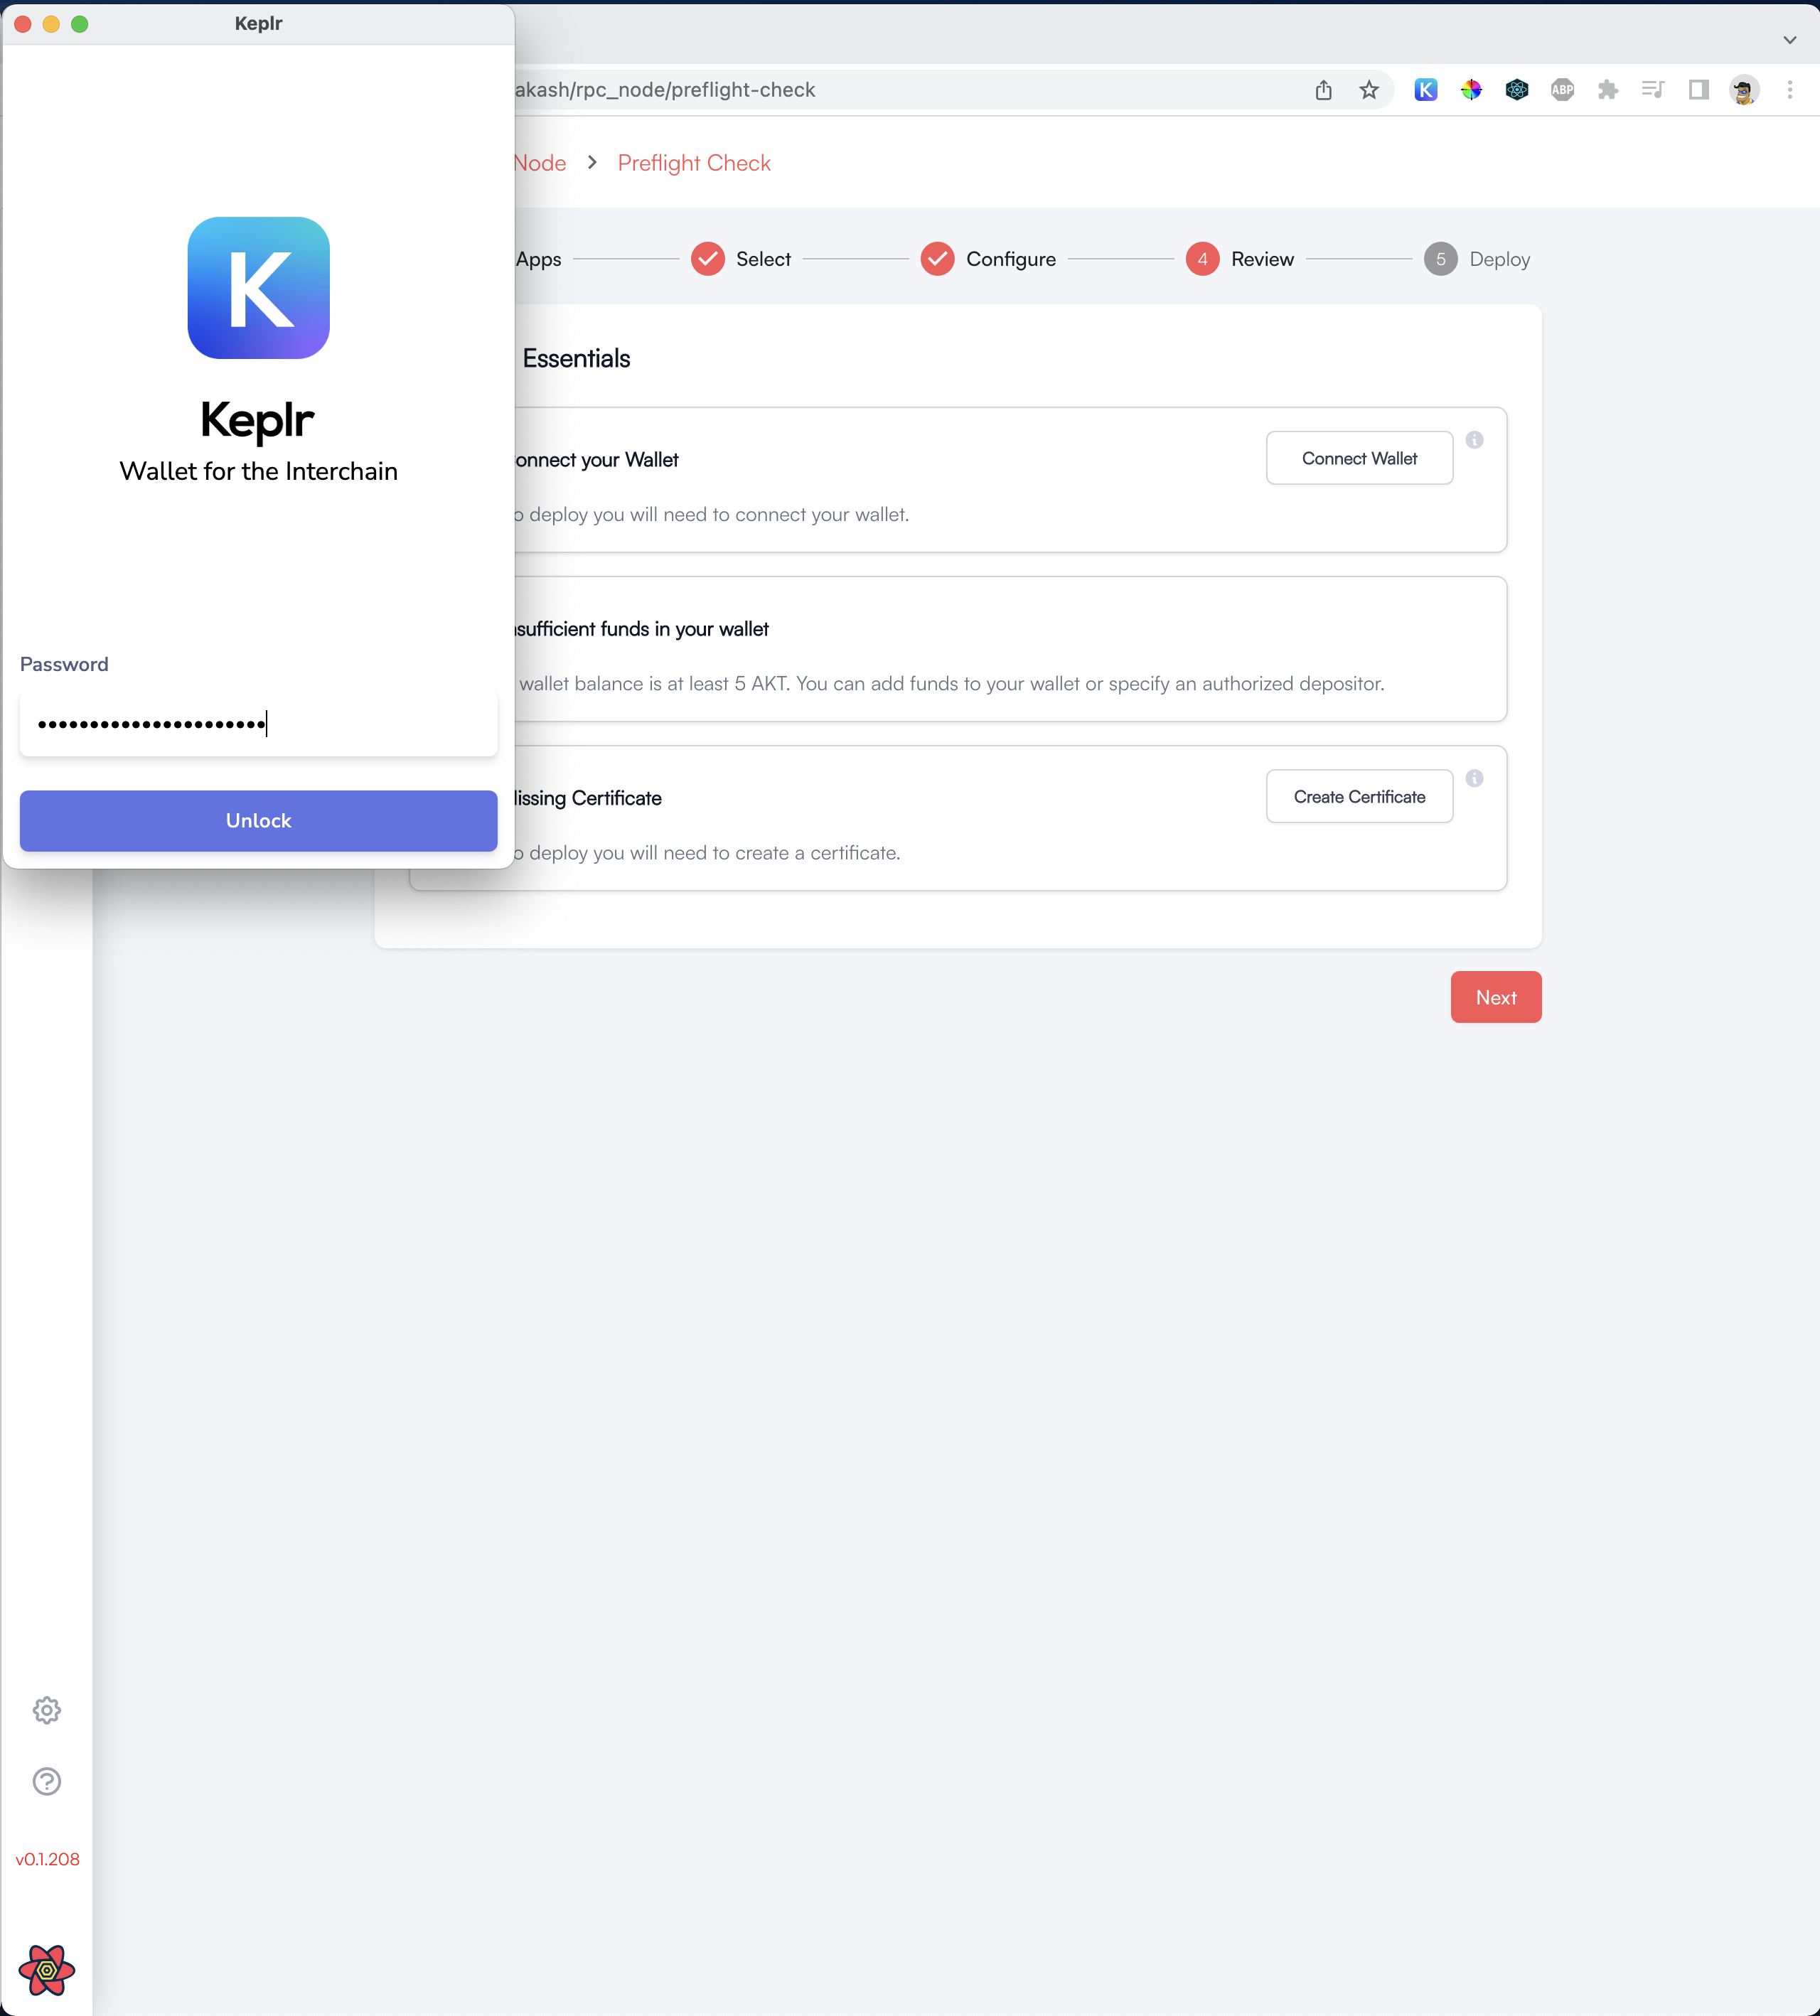 Keplr
akash/rpc_node/preflight-check
ABP
Node > Preflight Check
Apps Select Configure 4 Review 5 Deploy
K
Keplr
Wallet for the Interchain
Password
Unlock
Essentials
onnect your Wallet
Connect Wallet
o deploy you will need to connect your wallet.
nsufficient funds in your wallet
wallet balance is at least 5 AKT. You can add funds to your wallet or specify an authorized depositor.
issing Certificate
Create Certificate
o deploy you will need to create a certificate.
Next
v0.1.208